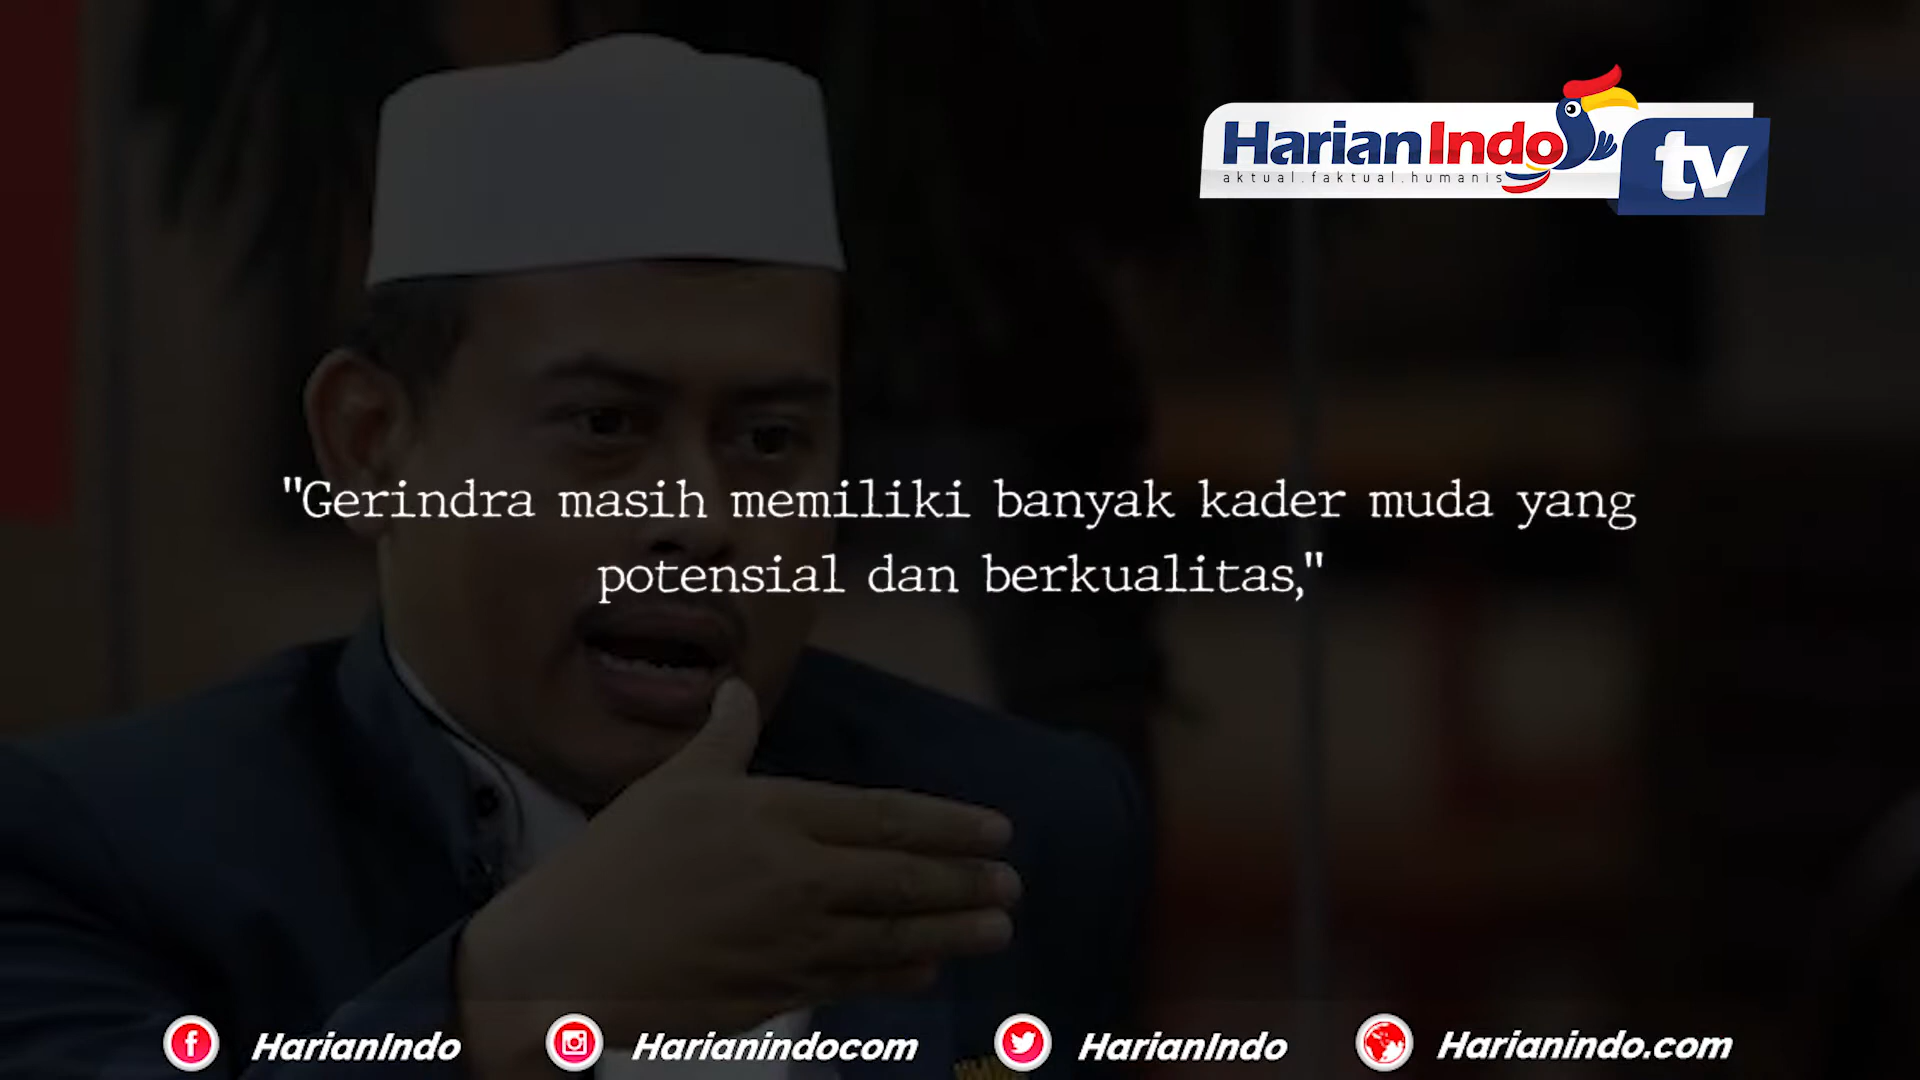 HarianIndo tv
aktual.faktual.humanis
"Gerindra masih memiliki banyak kader muda yang
potensial dan berkualitas,"
HarianIndo Harianindocom HarianIndo Harianindo.com